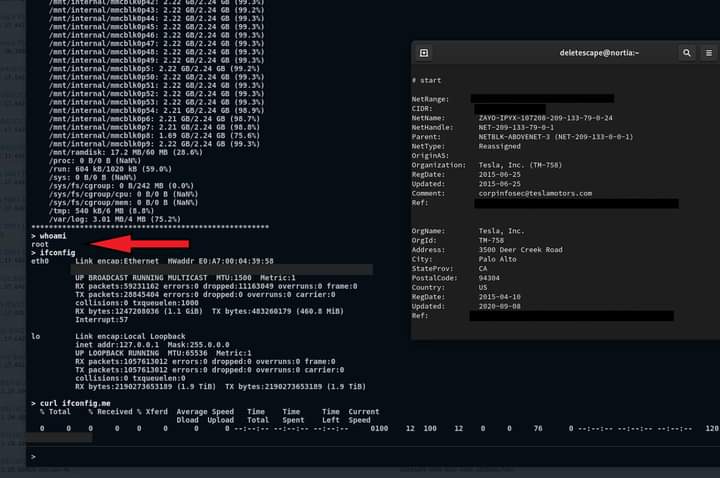 /mnt/internal/mmcblk0p42: 2.22 GB/2.24 GB (99.3%)
/mnt/internal/mmcblk0p43: 2.22 GB/2.24 GB (99.2%)
/mnt/internal/mmcblk0p44: 2.22 GB/2.24 GB (99.3%)
/mnt/internal/mmcblk0p45: 2.22 GB/2.24 GB (99.3%)
/mnt/internal/mmcblk0p46: 2.22 GB/2.24 GB (99.3%)
/mnt/internal/mmcblk0p47: 2.22 GB/2.24 GB (99.3%)
/mnt/internal/mmcblk0p48: 2.22 GB/2.24 GB (99.3%)
/mnt/internal/mmcblk0p49: 2.22 GB/2.24 GB (99.3%)
/mnt/internal/mmcblk0p5: 2.22 GB/2.24 GB (99.2%)
/mnt/internal/mmcblk0p50: 2.22 GB/2.24 GB (99.3%)
/mnt/internal/mmcblk0p51: 2.22 GB/2.24 GB (99.3%)
/mnt/internal/mmcblk0p52: 2.22 GB/2.24 GB (99.3%)
/mnt/internal/mmcblk0p53: 2.22 GB/2.24 GB (99.3%)
/mnt/internal/mmcblk0p54: 2.21 GB/2.24 GB (98.9%)
/mnt/internal/mmcblk0p6: 2.21 GB/2.24 GB (98.7%)
/mnt/internal/mmcblk0p7: 2.21 GB/2.24 GB (98.8%)
/mnt/internal/mmcblk0p8: 1.69 GB/2.24 GB (75.6%)
/mnt/internal/mmcblk0p9: 2.22 GB/2.24 GB (99.3%)
/mnt/ramdisk: 17.2 MB/60 MB (28.6%)
/proc: 0 B/0 B (NaN%)
/run: 604 kB/1020 kB (59.0%)
/sys: 0 B/0 B (NaN%)
/sys/fs/cgroup: 0 B/242 MB (0.0%)
/sys/fs/cgroup/cpu: 0 B/0 B (NaN%)
/sys/fs/cgroup/mem: 0 B/0 B (NaN%)
/tmp: 540 kB/6 MB (8.8%)
/var/log: 3.01 MB/4 MB (75.2%)
******************************************************
> whoami
root
> ifconfig
eth0 Link encap:Ethernet HWaddr E0:A7:00:04:39:58
UP BROADCAST RUNNING MULTICAST MTU:1500 Metric:1
RX packets:59231162 errors:0 dropped:11163049 overruns:0 frame:0
TX packets:28845404 errors:0 dropped:0 overruns:0 carrier:0
collisions:0 txqueuelen:1000
RX bytes:1247208036 (1.1 GiB) TX bytes:483260179 (460.8 MiB)
Interrupt:57
lo Link encap:Local Loopback
inet addr:127.0.0.1 Mask:255.0.0.0
UP LOOPBACK RUNNING MTU:65536 Metric:1
RX packets:1057613012 errors:0 dropped:0 overruns:0 frame:0
TX packets:1057613012 errors:0 dropped:0 overruns:0 carrier:0
collisions:0 txqueuelen:0
RX bytes:2190273653189 (1.9 TiB) TX bytes:2190273653189 (1.9 TiB)
> curl ifconfig.me
% Total % Received % Xferd Average Speed Time Time Time Current
Dload Upload Total Spent Left Speed
0 0 0 0 0 0 0 0 --:--:-- --:--:-- --:--:-- 0100 12 100 12 0 0 76 0 --:--:-- --:--:-- --:--:-- 120
>
deletescape@nortia:~
# start
NetRange:
CIDR:
NetName: ZAYO-IPYX-107208-209-133-79-0-24
NetHandle: NET-209-133-79-0-1
Parent: NETBLK-ABOVENET-3 (NET-209-133-0-0-1)
NetType: Reassigned
OriginAS:
Organization: Tesla, Inc. (TM-758)
RegDate: 2015-06-25
Updated: 2015-06-25
Comment: corpinfosec@teslamotors.com
Ref:
OrgName: Tesla, Inc.
OrgId: TM-758
Address: 3500 Deer Creek Road
City: Palo Alto
StateProv: CA
PostalCode: 94304
Country: US
RegDate: 2015-04-10
Updated: 2020-09-08
Ref: